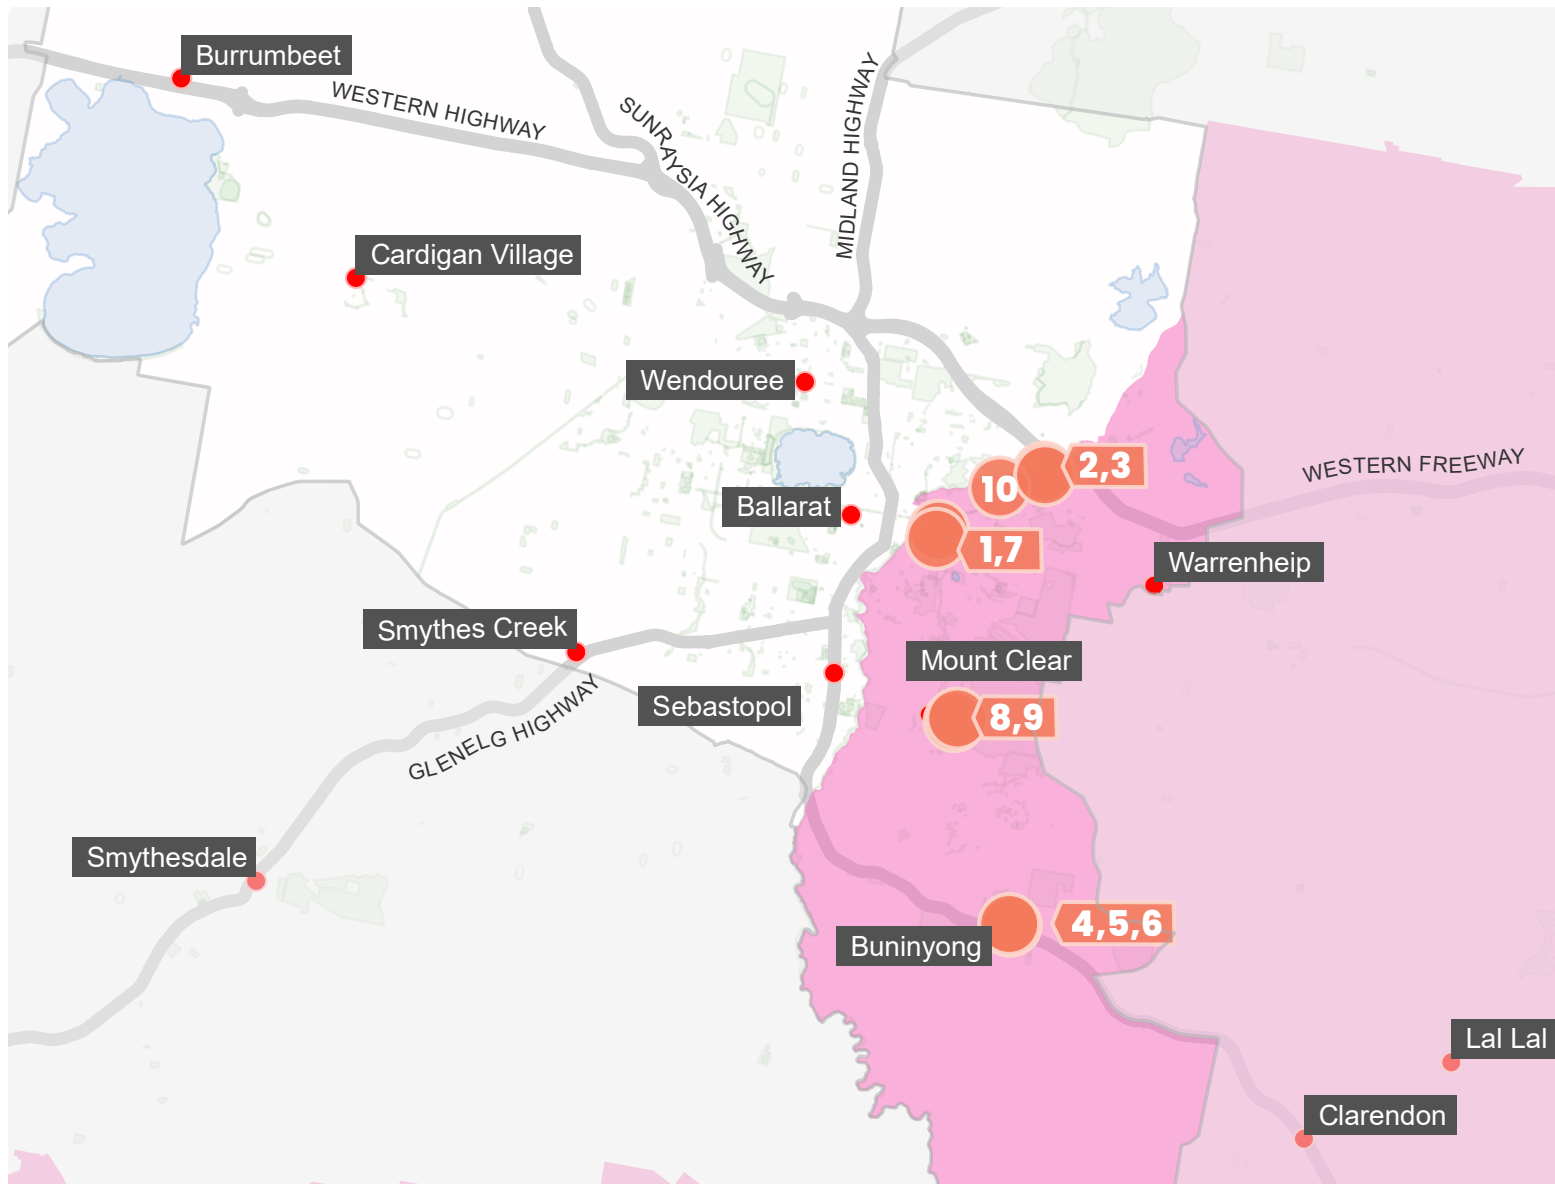 Burrumbeet
WESTERN HIGHWAY
SUNRAYSIA HIGHWAY
MIDLAND HIGHWAY
Cardigan Village
Wendouree
2,3
10
WESTERN FREEWAY
Ballarat
1,7
Warrenheip
Smythes Creek
Mount Clear
Sebastopol
8,9
GLENELG HIGHWAY
Smythesdale
4,5,6
Buninyong
Lal Lal
Clarendon